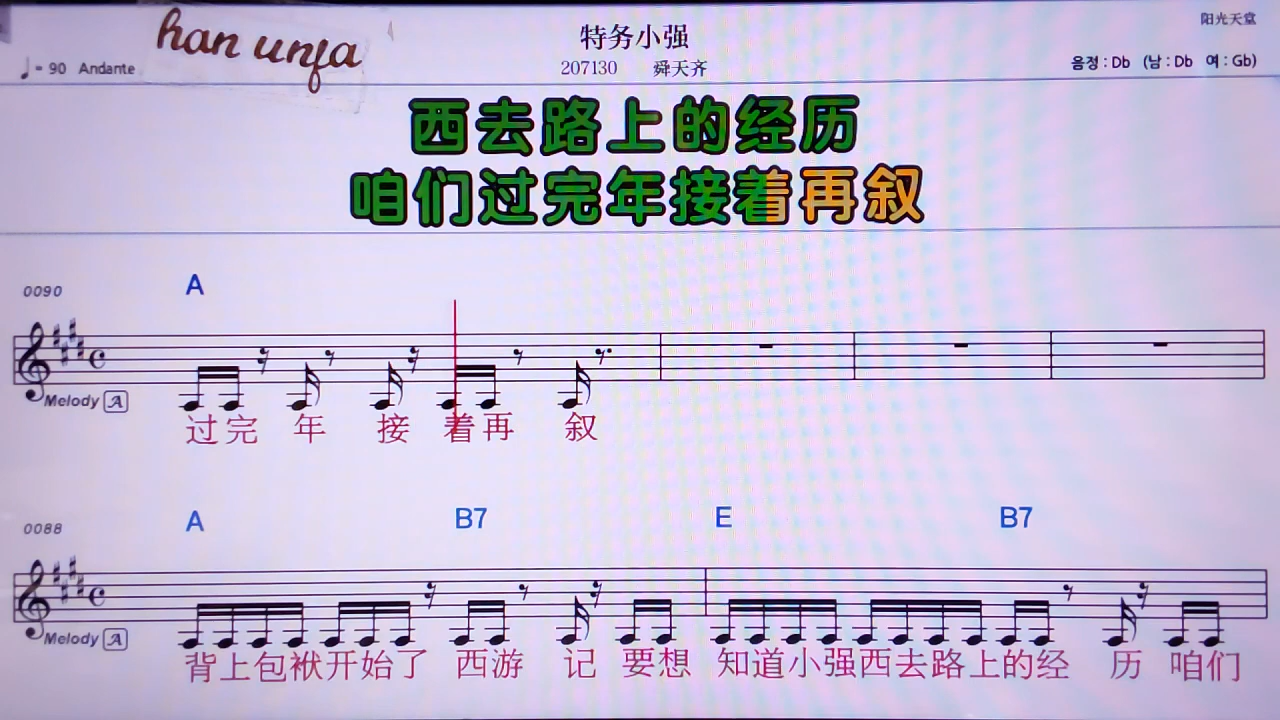 阳光天堂
han unfa
特务小强
♩= 90 Andante
207130 舜天齐
음정 : Db (남 : Db 여 : Gb)
西去路上的经历
咱们过完年接着再叙
0090
A
Melody A
过完 年 接 着再 叙
0088
A B7 E B7
Melody A
背上包袱开始了 西游 记 要想 知道小强西去路上的经 历 咱们